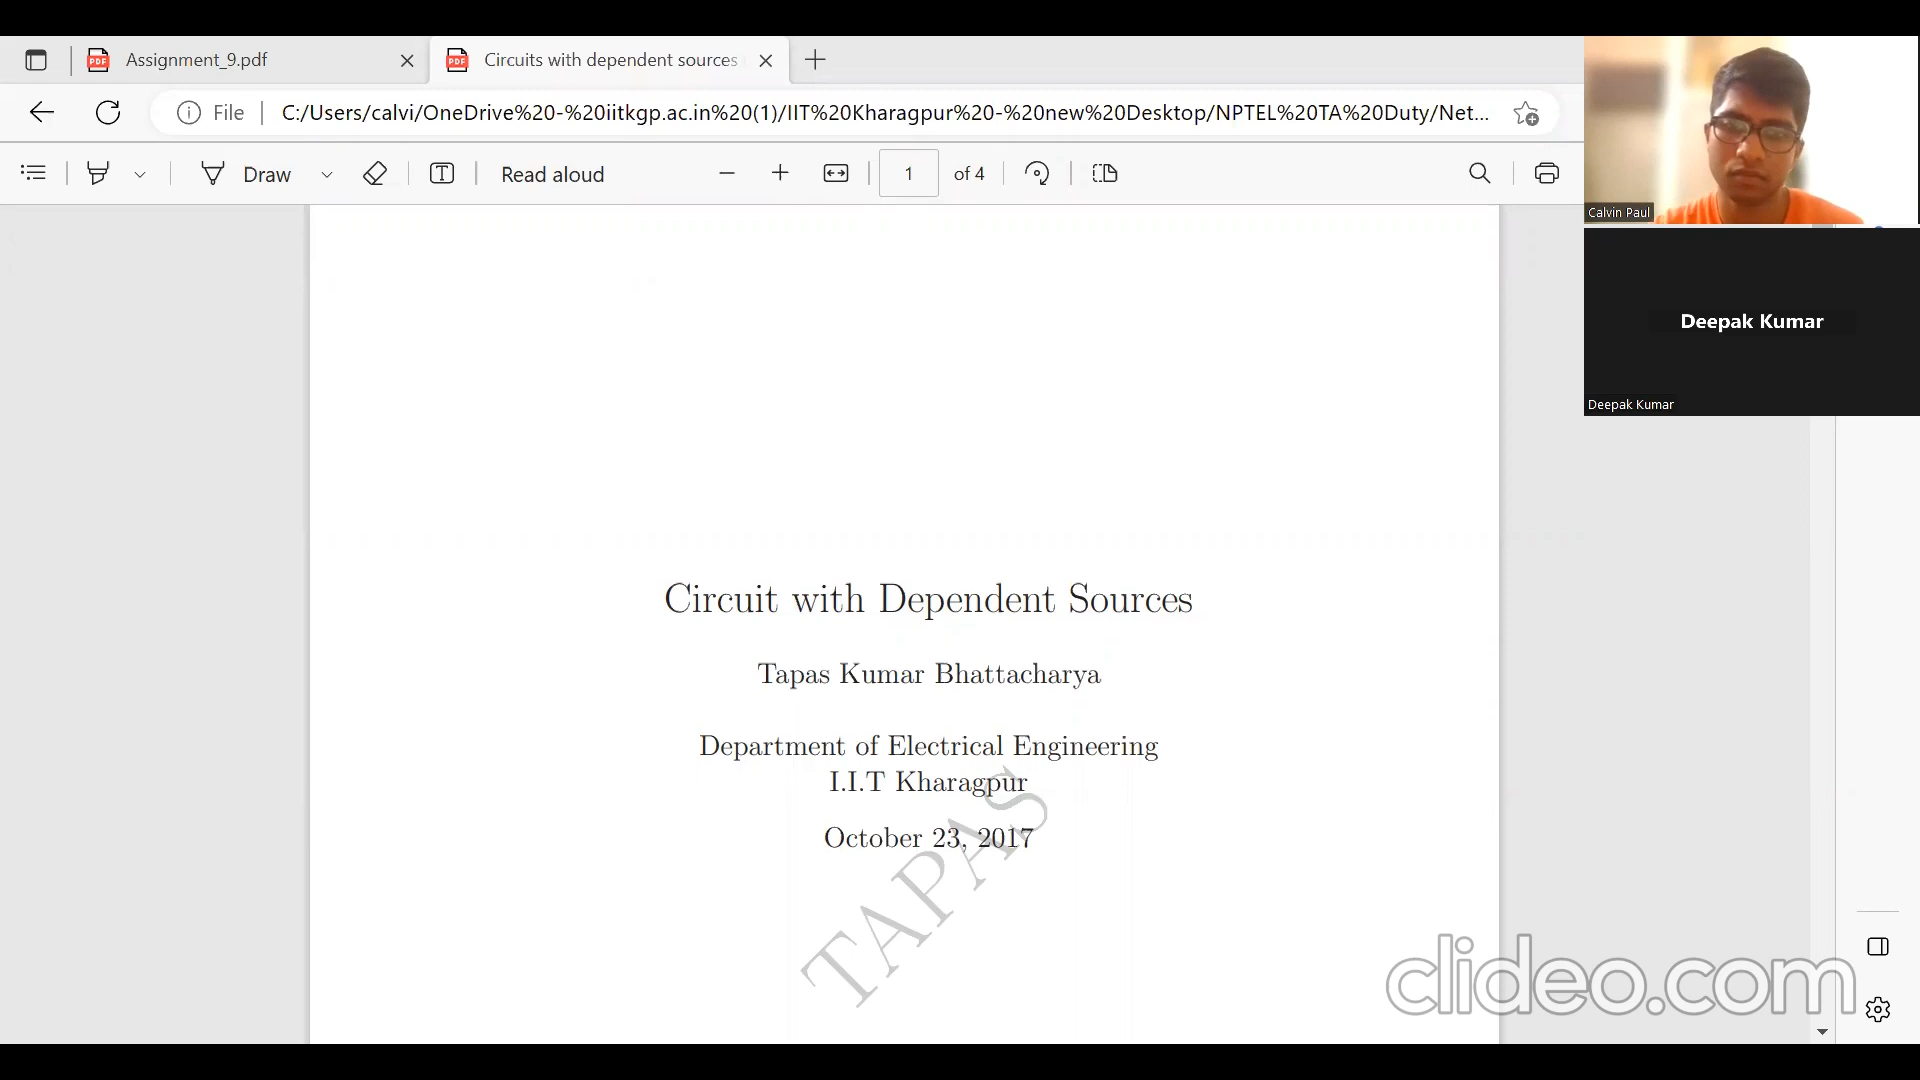 Assignment_9.pdf
Circuits with dependent sources
File
C:/Users/calvi/OneDrive%20-%20iitkgp.ac.in%20(1)/IIT%20Kharagpur%20-%20new%20Desktop/NPTEL%20TA%20Duty/Net...
Draw
Read aloud
1 of 4
Calvin Paul
Deepak Kumar
Deepak Kumar
Circuit with Dependent Sources
Tapas Kumar Bhattacharya
Department of Electrical Engineering
I.I.T Kharagpur
October 23, 2017
TAPAS
clideo.com